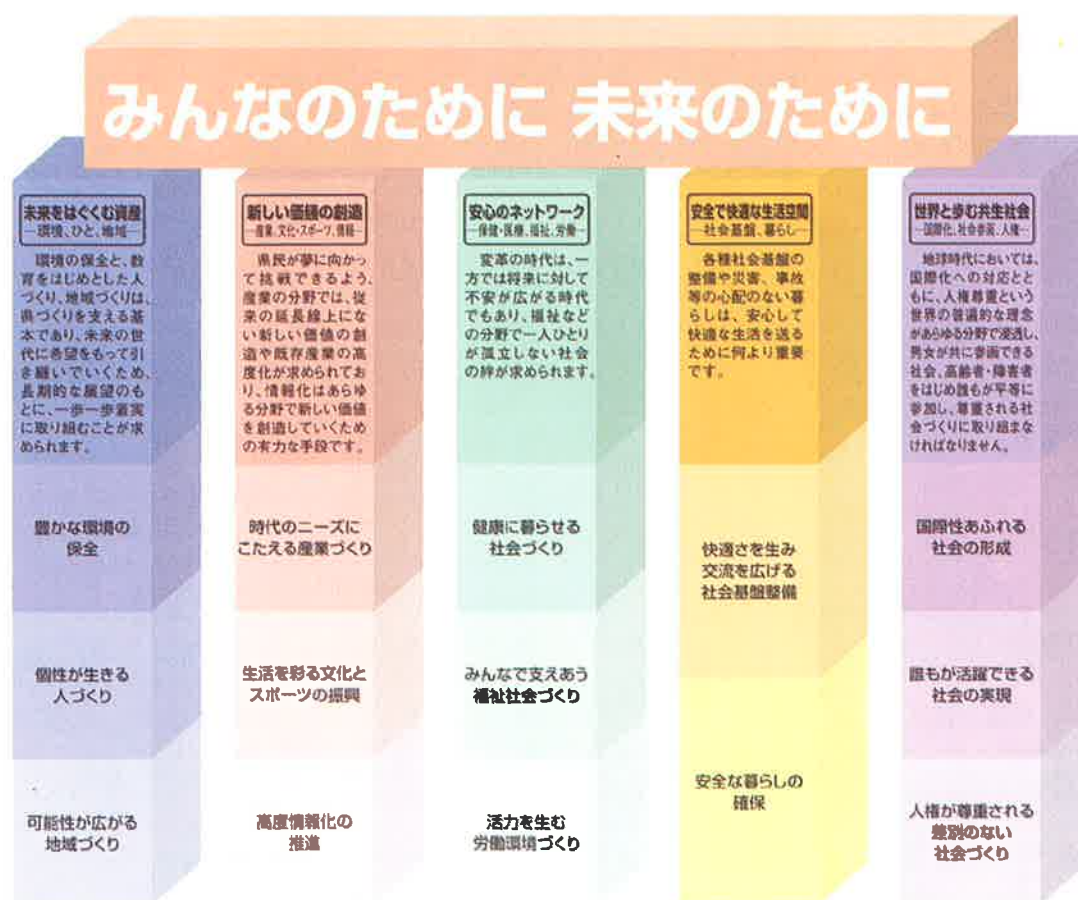 みんなのために 未来のために
未来をはぐくむ資産
―環境、ひと、地域―
環境の保全と、教
育をはじめとした人
づくり、地域づくりは、
県づくりを支える基
本であり、未来の世
代に希望をもって引
き継いでいくため、
長期的な展望のも
とに、一歩一歩着実
に取り組むことが求
められます。
豊かな環境の
保全
個性が生きる
人づくり
可能性が広がる
地域づくり
新しい価値の創造
―産業、文化・スポーツ、情報―
県民が夢に向かっ
て挑戦できるよう、
産業の分野では、従
来の延長線上にな
い新しい価値の創
造や既存産業の高
度化が求められてお
り、情報化はあらゆ
る分野で新しい価値
を創造していくため
の有力な手段です。
時代のニーズに
こたえる産業づくり
生活を彩る文化と
スポーツの振興
高度情報化の
推進
安心のネットワーク
―保健・医療、福祉、労働―
変革の時代は、一
方では将来に対して
不安が広がる時代
でもあり、福祉など
の分野で一人ひとり
が孤立しない社会
の絆が求められます。
健康に暮らせる
社会づくり
みんなで支えあう
福祉社会づくり
活力を生む
労働環境づくり
安全で快適な生活空間
―社会基盤、暮らし―
各種社会基盤の
整備や災害、事故
等の心配のない暮
らしは、安心して
快適な生活を送る
ために何より重要
です。
快適さを生み
交流を広げる
社会基盤整備
安全な暮らしの
確保
世界と歩む共生社会
―国際化、社会参画、人権―
地球時代においては、
国際化への対応とと
もに、人権尊重という
世界の普遍的な理念
があらゆる分野で浸透し、
男女が共に参画できる
社会、高齢者・障害者
をはじめ誰もが平等に
参加し、尊重される社
会づくりに取り組まな
ければなりません。
国際性あふれる
社会の形成
誰もが活躍できる
社会の実現
人権が尊重される
差別のない
社会づくり